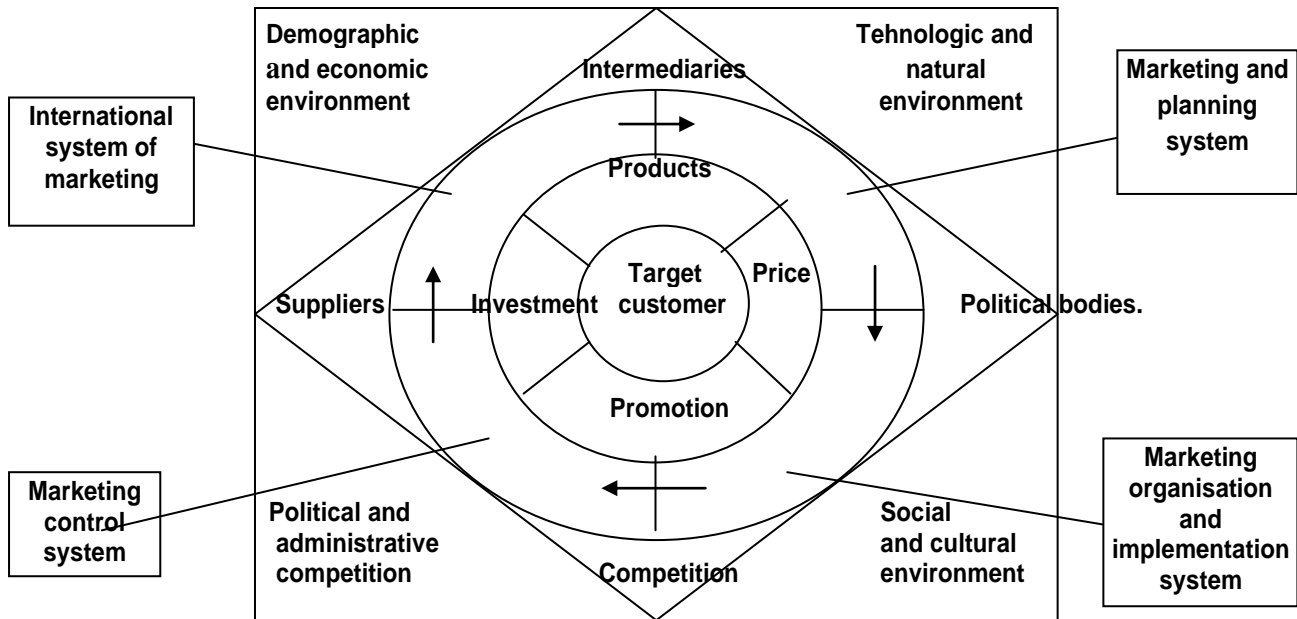 Demographic
and economic
environment
Intermediaries
Tehnologic and
natural
environment
Marketing and
planning
system
International
system of
marketing
Products
Target
customer
Price
Suppliers
Investment
Political bodies.
Promotion
Marketing
control
system
Political and
administrative
competition
Competition
Social
and cultural
environment
Marketing
organisation
and
implementation
system